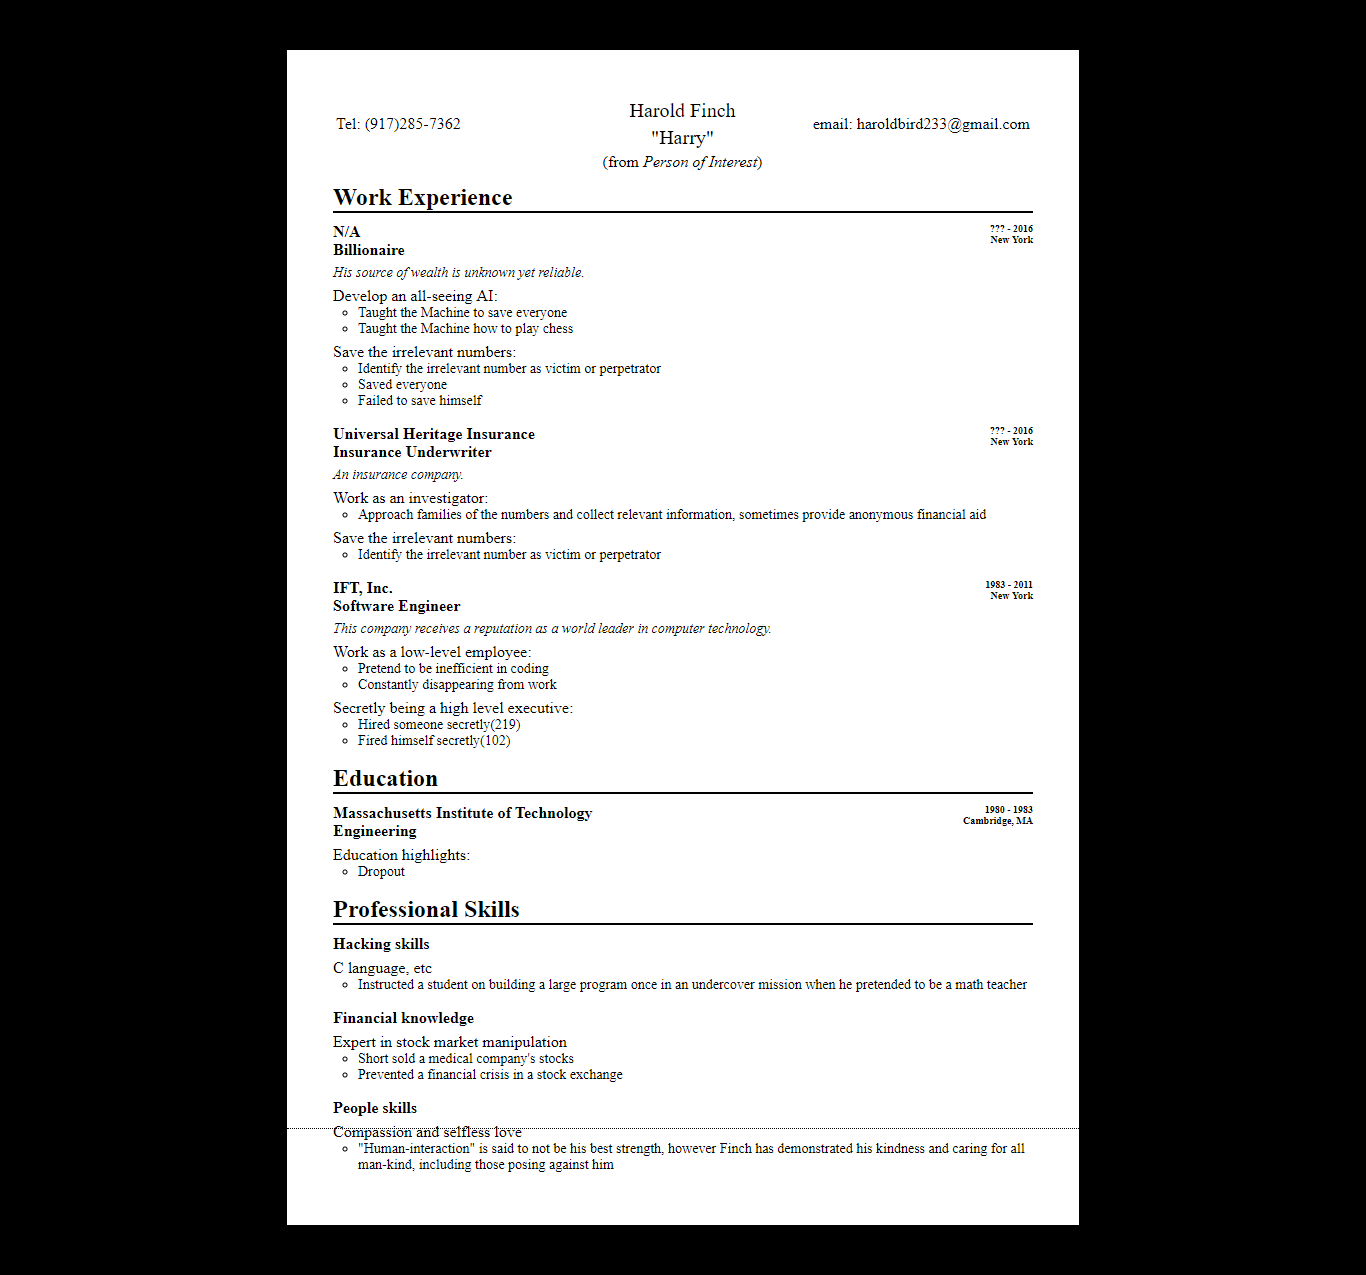 Tel: (917)285-7362
Harold Finch
"Harry"
(from Person of Interest)
email: haroldbird233@gmail.com
Work Experience
N/A
Billionaire
??? - 2016
New York
His source of wealth is unknown yet reliable.
Develop an all-seeing AI:
Taught the Machine to save everyone
Taught the Machine how to play chess
Save the irrelevant numbers:
Identify the irrelevant number as victim or perpetrator
Saved everyone
Failed to save himself
Universal Heritage Insurance
Insurance Underwriter
??? - 2016
New York
An insurance company.
Work as an investigator:
Approach families of the numbers and collect relevant information, sometimes provide anonymous financial aid
Save the irrelevant numbers:
Identify the irrelevant number as victim or perpetrator
IFT, Inc.
Software Engineer
1983 - 2011
New York
This company receives a reputation as a world leader in computer technology.
Work as a low-level employee:
Pretend to be inefficient in coding
Constantly disappearing from work
Secretly being a high level executive:
Hired someone secretly(219)
Fired himself secretly(102)
Education
Massachusetts Institute of Technology
Engineering
1980 - 1983
Cambridge, MA
Education highlights:
Dropout
Professional Skills
Hacking skills
C language, etc
Instructed a student on building a large program once in an undercover mission when he pretended to be a math teacher
Financial knowledge
Expert in stock market manipulation
Short sold a medical company's stocks
Prevented a financial crisis in a stock exchange
People skills
Compassion and selfless love
"Human-interaction" is said to not be his best strength, however Finch has demonstrated his kindness and caring for all
man-kind, including those posing against him